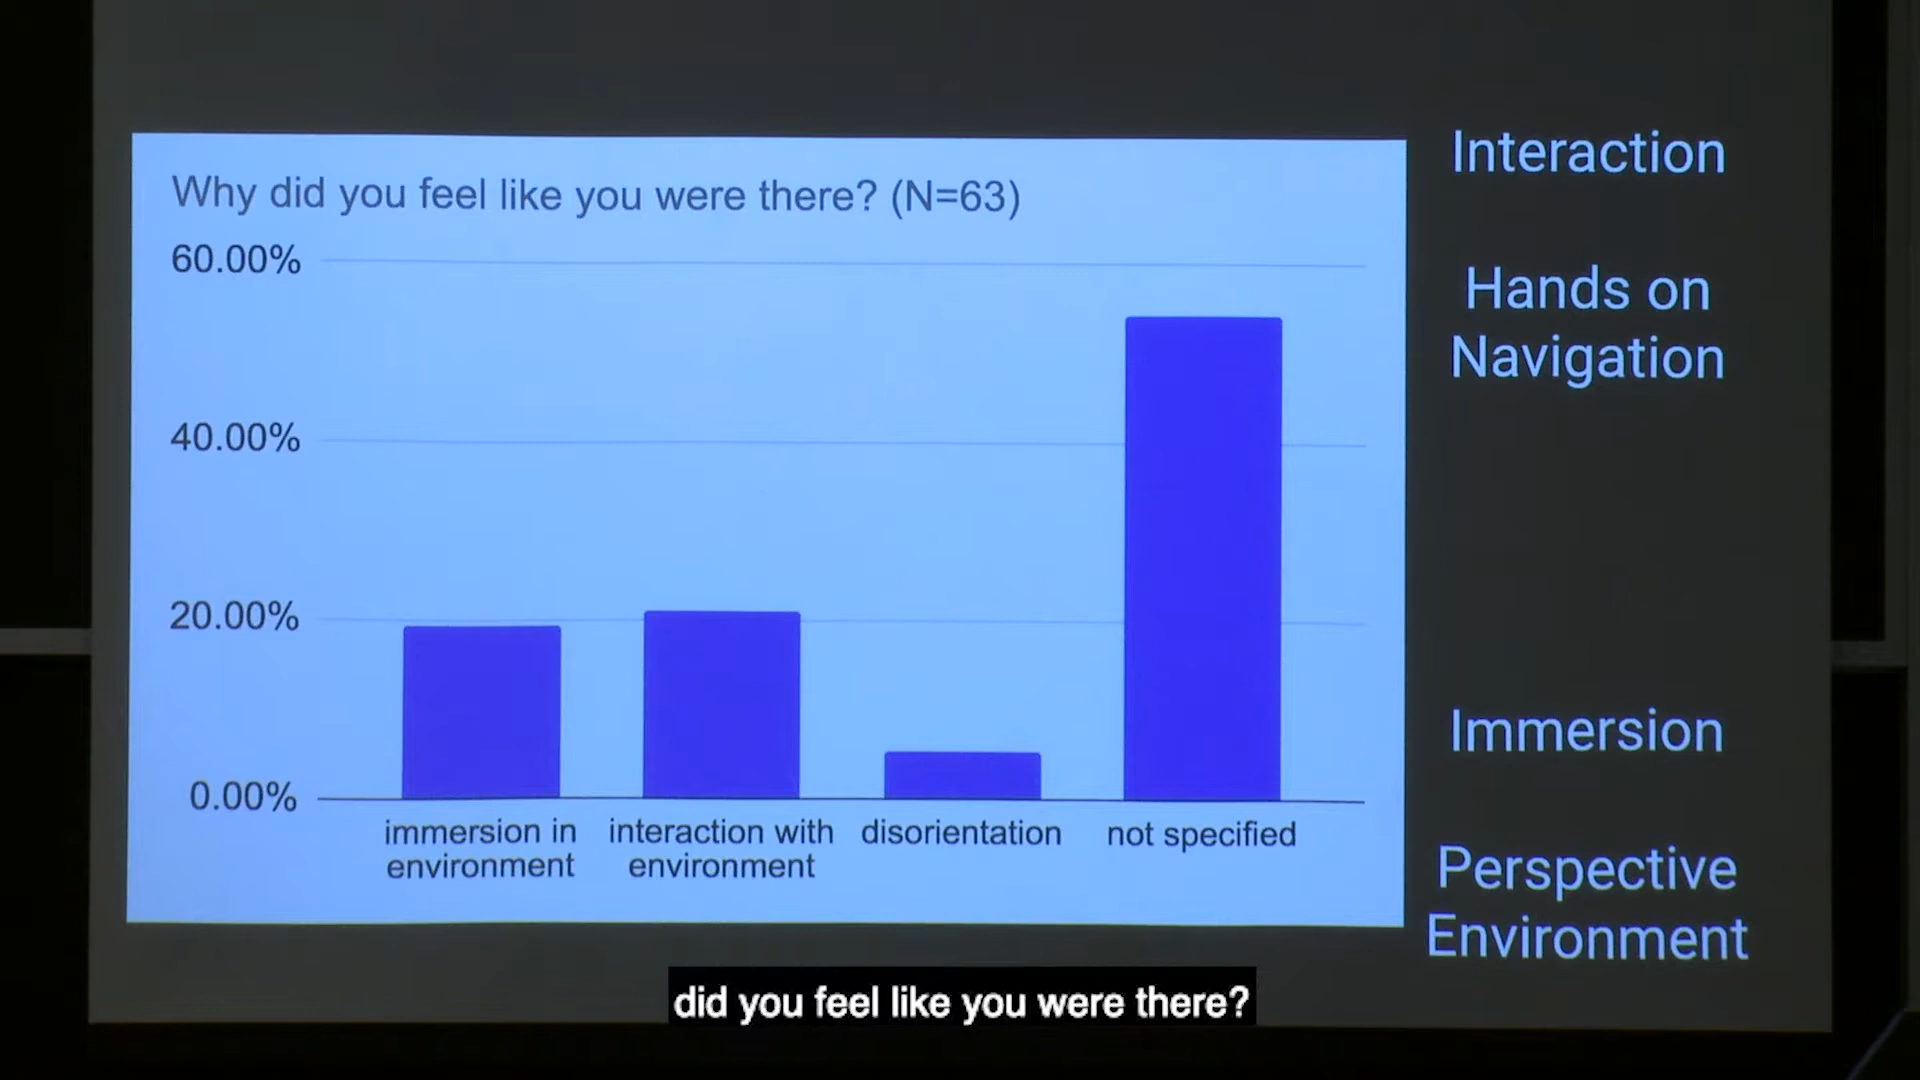 Why did you feel like you were there? (N=63)
60.00%
40.00%
20.00%
0.00%
immersion in
environment
interaction with
environment
disorientation
not specified
Interaction
Hands on
Navigation
Immersion
Perspective
Environment
did you feel like you were there?